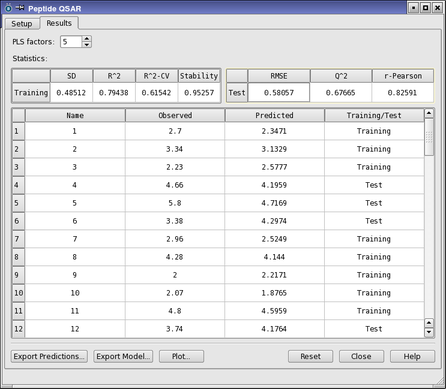 Peptide QSAR
Setup Results
PLS factors: 5
Statistics:
SD R^2 R^2-CV Stability RMSE Q^2 r-Pearson
Training 0.48512 0.79438 0.61542 0.95257 Test 0.58057 0.67665 0.82591
Name Observed Predicted Training/Test
1 1 2.7 2.3471 Training
2 2 3.34 3.1329 Training
3 3 2.23 2.5777 Training
4 4 4.66 4.1959 Test
5 5 5.8 4.7169 Test
6 6 3.38 4.2974 Test
7 7 2.96 2.5249 Training
8 8 4.28 4.144 Training
9 9 2 2.2171 Training
10 10 2.07 1.8765 Training
11 11 4.8 4.5959 Training
12 12 3.74 4.1764 Test
Export Predictions... Export Model... Plot... Reset Close Help